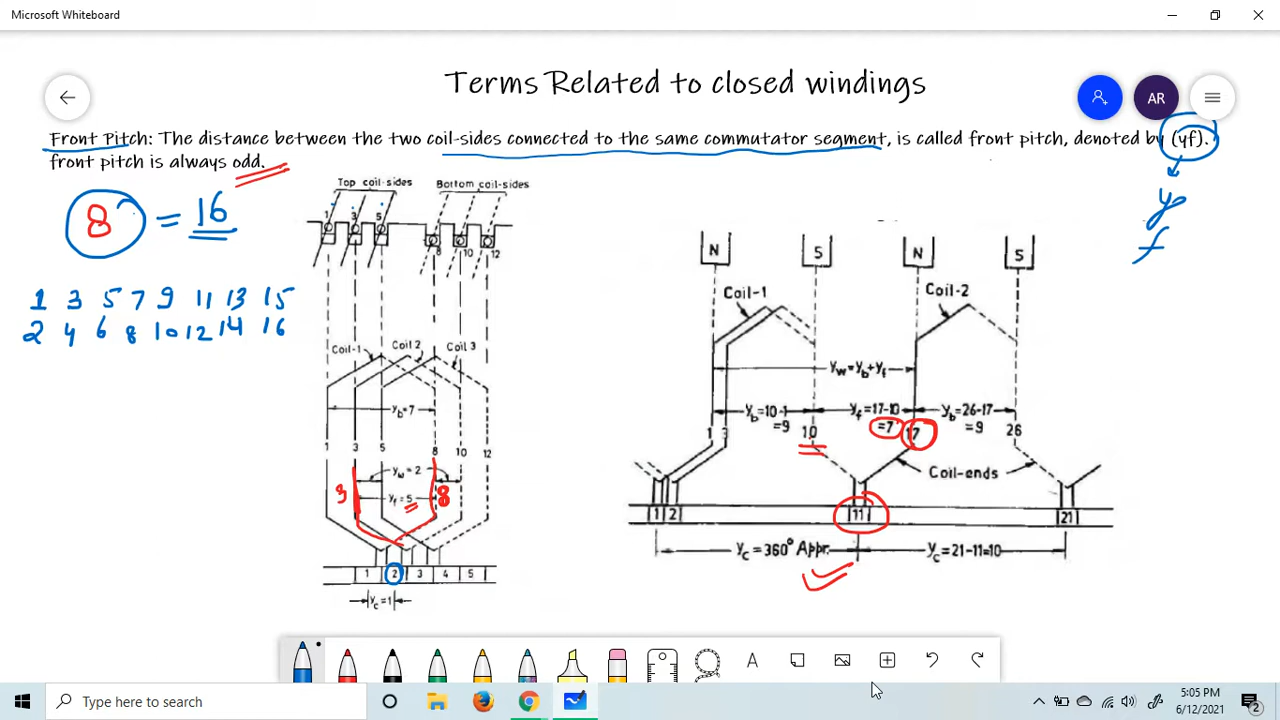 Microsoft Whiteboard
Terms Related to closed windings
AR
Front Pitch: The distance between the two coil-sides connected to the same commutator segment, is called front pitch, denoted by (yf).
front pitch is always odd.
y
f
8 = 16
1 3 5 7 9 11 13 15
2 4 6 8 10 12 14 16
Top coil-sides Bottom coil-sides
1 3 5
8 10 12
Coil-1 Coil 2 Coil 3
yb=7
1 3 5 8 10 12
yw=2
3 yf=5 8
1 2 3 4 5
yc=1
N S N S
Coil-1 Coil-2
yw=yb+yf
yb=10-1 yf=17-10 yb=26-17
=9 =7 =9
1 3 10 17 26
Coil-ends
1 2 11 21
yc=360° Appr. yc=21-11=10
Type here to search
5:05 PM
6/12/2021
2